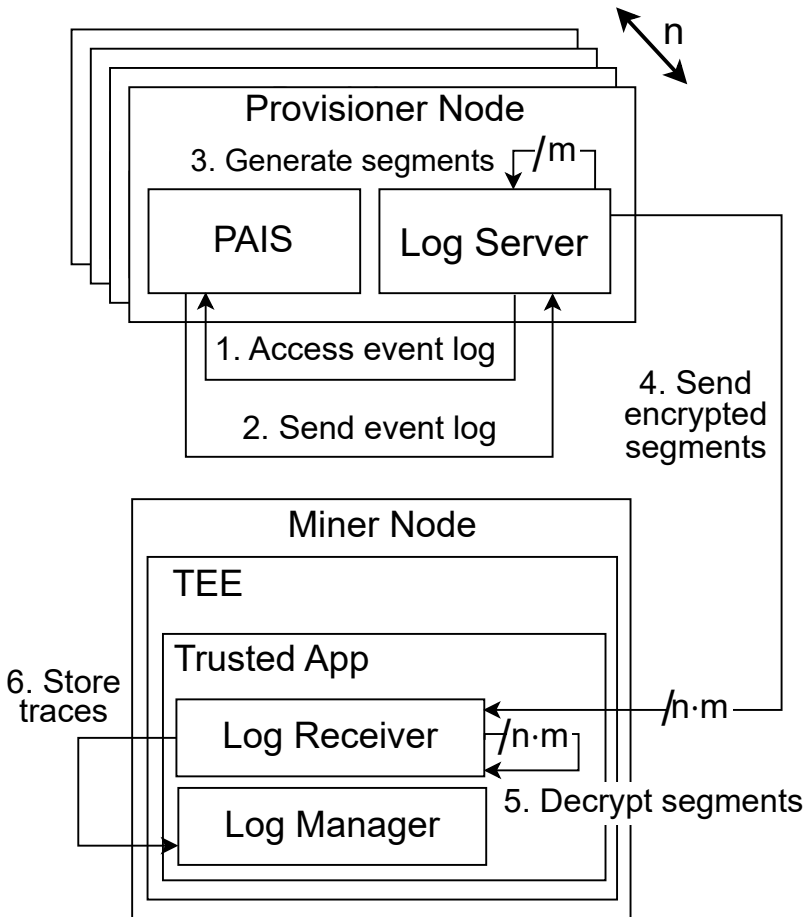 n
Provisioner Node
3. Generate segments
/m
PAIS
Log Server
1. Access event log
2. Send event log
4. Send
encrypted
segments
Miner Node
TEE
Trusted App
6. Store
traces
Log Receiver
/n·m
/n·m
5. Decrypt segments
Log Manager